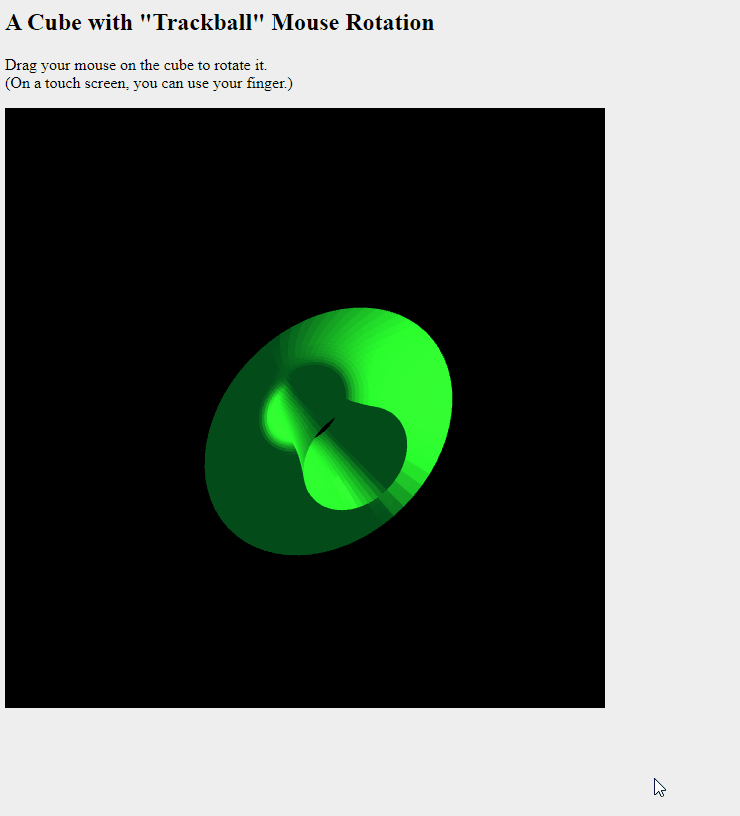 A Cube with "Trackball" Mouse Rotation
Drag your mouse on the cube to rotate it.
(On a touch screen, you can use your finger.)